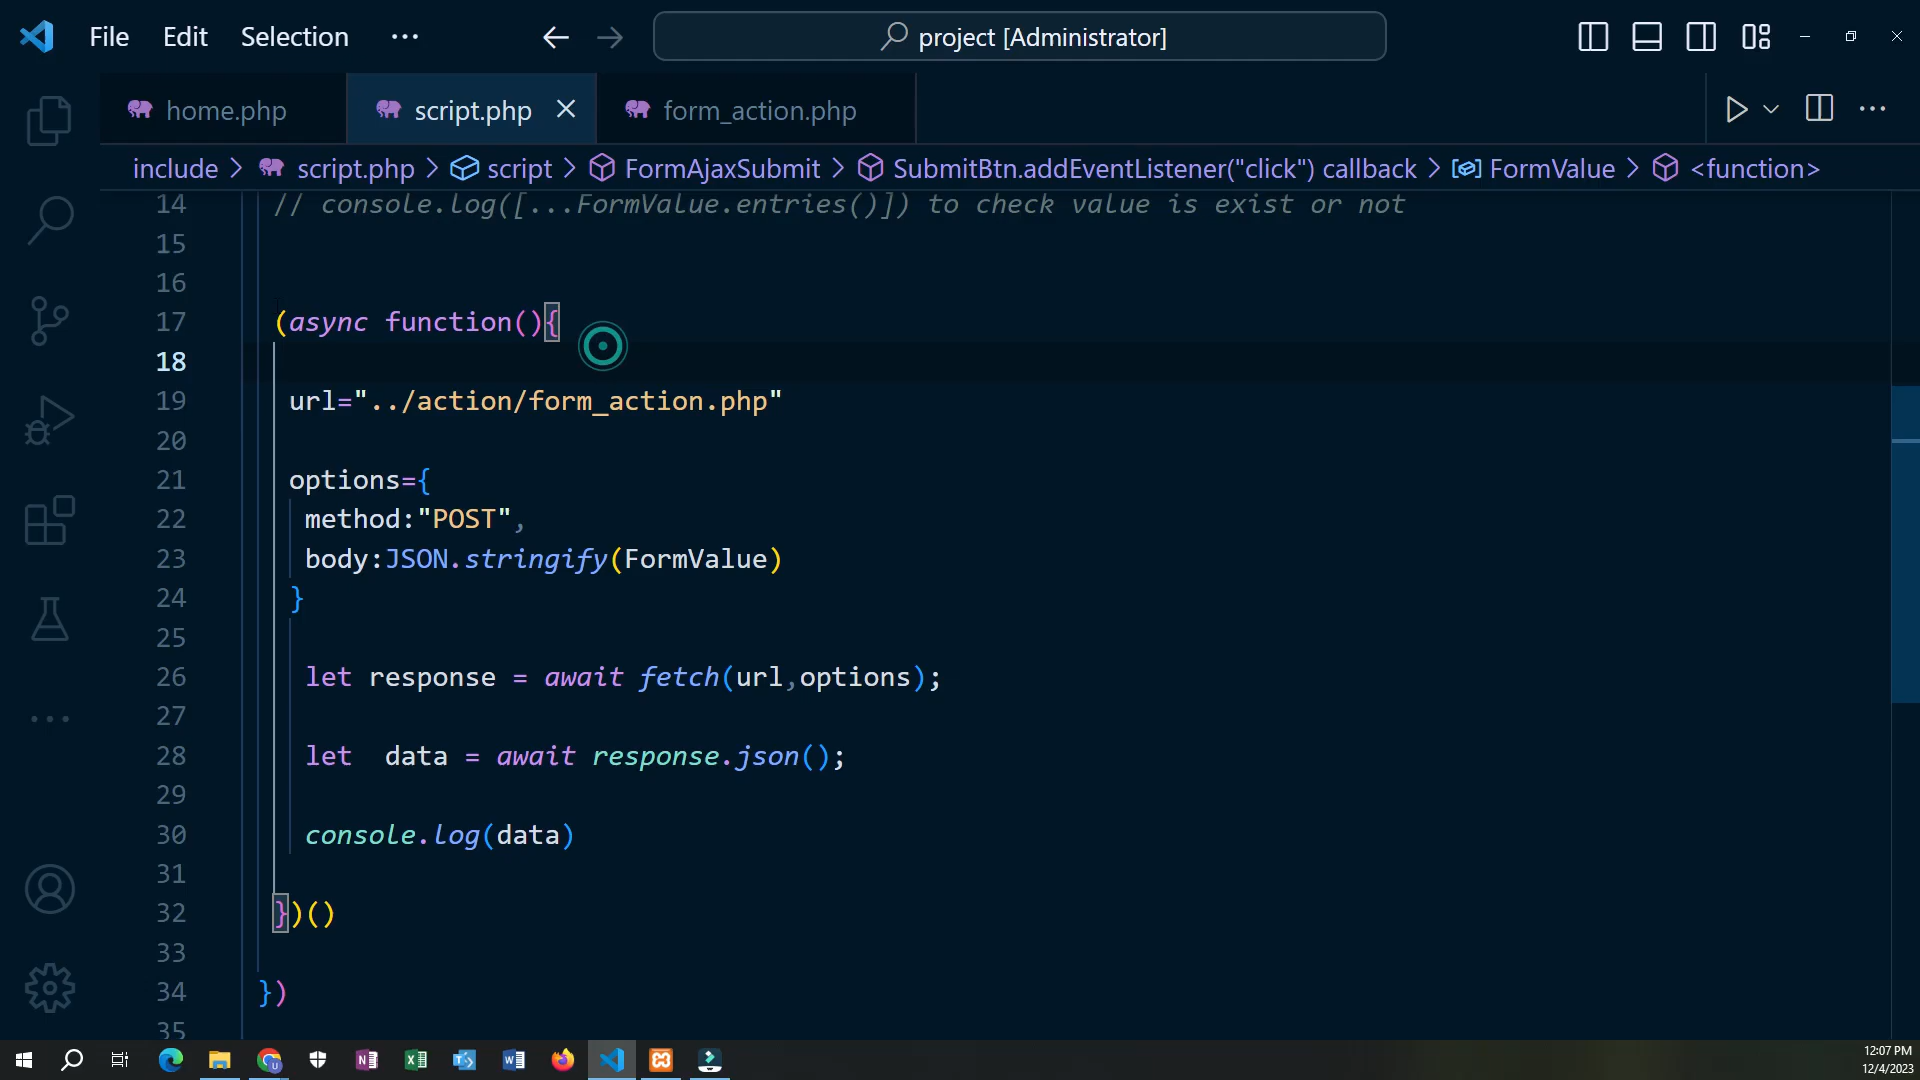 File Edit Selection ··· project [Administrator]
home.php script.php form_action.php
include > script.php > script > FormAjaxSubmit > SubmitBtn.addEventListener("click") callback > FormValue > <function>
14 // console.log([...FormValue.entries()]) to check value is exist or not
15
16
17 (async function(){
18
19 url="../action/form_action.php"
20
21 options={
22 method:"POST",
23 body:JSON.stringify(FormValue)
24 }
25
26 let response = await fetch(url,options);
27
28 let  data = await response.json();
29
30 console.log(data)
31
32 })()
33
34 })
35
12:07 PM
12/4/2023